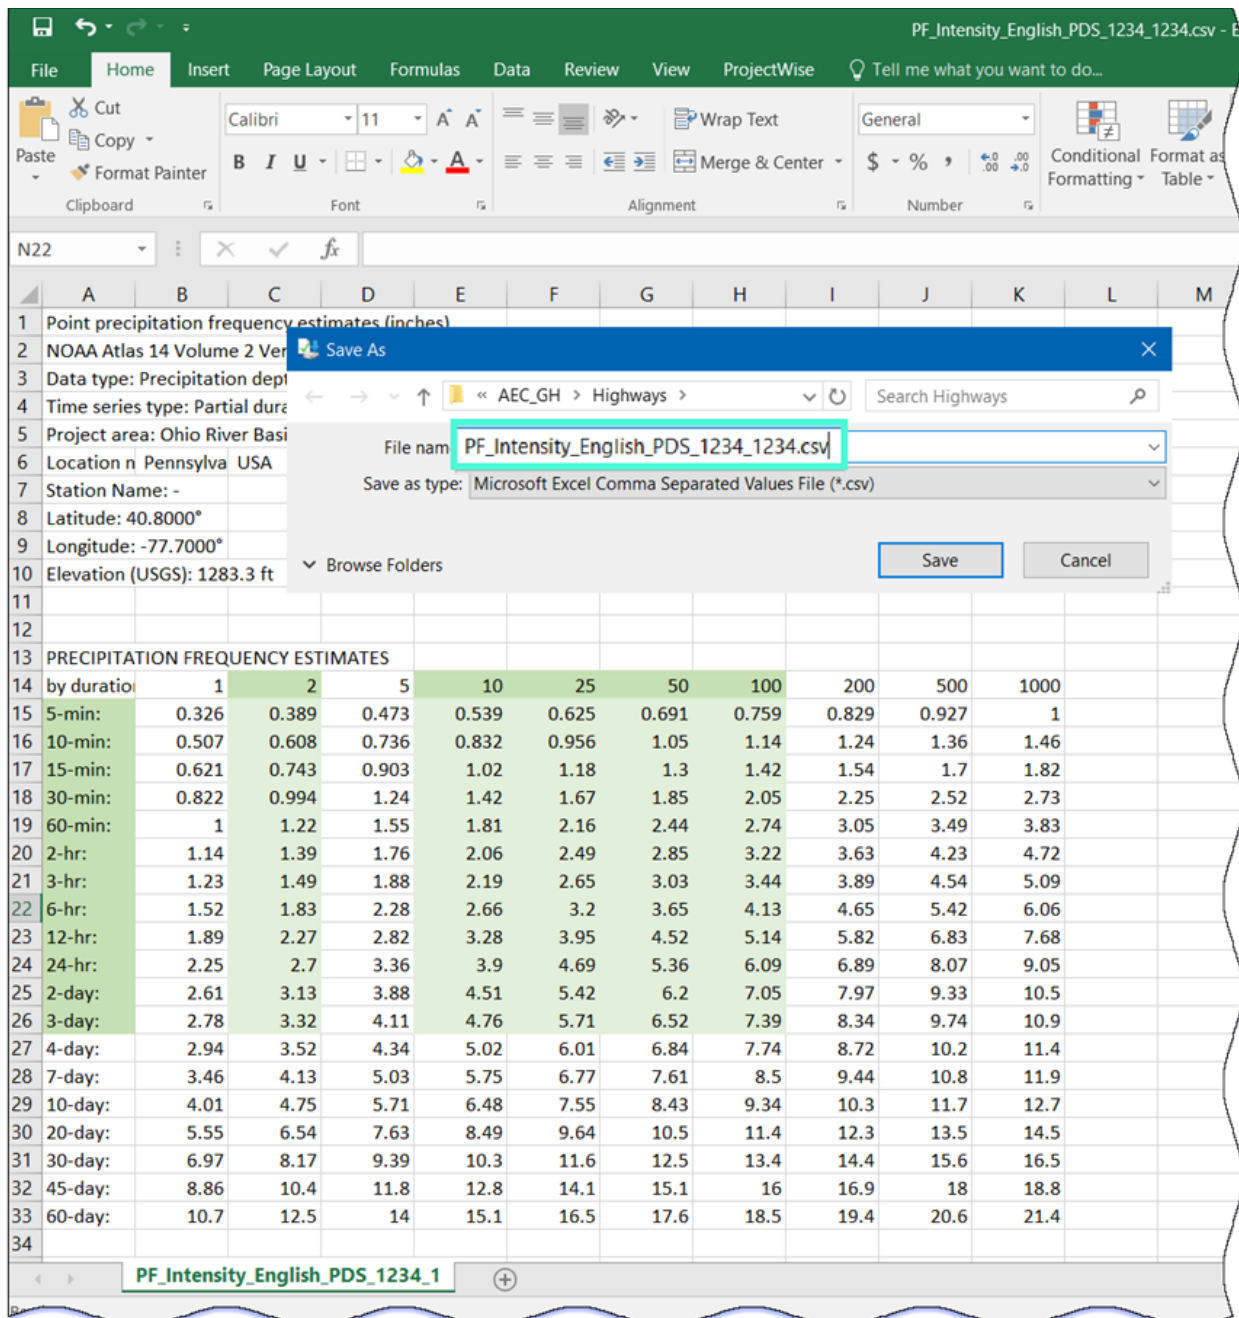 PF_Intensity_English_PDS_1234_1234.csv - E
File Home Insert Page Layout Formulas Data Review View ProjectWise Tell me what you want to do...
Cut
Copy
Format Painter
Paste
Calibri 11 A A Wrap Text General
B I U A Merge & Center $ % , .0 .00 .00 .0
Conditional Formatting Format as Table
Clipboard Font Alignment Number
N22 fx
A B C D E F G H I J K L M
1 Point precipitation frequency estimates (inches)
2 NOAA Atlas 14 Volume 2 Ver
3 Data type: Precipitation dept
4 Time series type: Partial dura
5 Project area: Ohio River Basi
6 Location n Pennsylva USA
7 Station Name: -
8 Latitude: 40.8000°
9 Longitude: -77.7000°
10 Elevation (USGS): 1283.3 ft
Save As
« AEC_GH > Highways > Search Highways
File nam PF_Intensity_English_PDS_1234_1234.csv
Save as type: Microsoft Excel Comma Separated Values File (*.csv)
Browse Folders Save Cancel
11
12
13 PRECIPITATION FREQUENCY ESTIMATES
14 by duration 1 2 5 10 25 50 100 200 500 1000
15 5-min: 0.326 0.389 0.473 0.539 0.625 0.691 0.759 0.829 0.927 1
16 10-min: 0.507 0.608 0.736 0.832 0.956 1.05 1.14 1.24 1.36 1.46
17 15-min: 0.621 0.743 0.903 1.02 1.18 1.3 1.42 1.54 1.7 1.82
18 30-min: 0.822 0.994 1.24 1.42 1.67 1.85 2.05 2.25 2.52 2.73
19 60-min: 1 1.22 1.55 1.81 2.16 2.44 2.74 3.05 3.49 3.83
20 2-hr: 1.14 1.39 1.76 2.06 2.49 2.85 3.22 3.63 4.23 4.72
21 3-hr: 1.23 1.49 1.88 2.19 2.65 3.03 3.44 3.89 4.54 5.09
22 6-hr: 1.52 1.83 2.28 2.66 3.2 3.65 4.13 4.65 5.42 6.06
23 12-hr: 1.89 2.27 2.82 3.28 3.95 4.52 5.14 5.82 6.83 7.68
24 24-hr: 2.25 2.7 3.36 3.9 4.69 5.36 6.09 6.89 8.07 9.05
25 2-day: 2.61 3.13 3.88 4.51 5.42 6.2 7.05 7.97 9.33 10.5
26 3-day: 2.78 3.32 4.11 4.76 5.71 6.52 7.39 8.34 9.74 10.9
27 4-day: 2.94 3.52 4.34 5.02 6.01 6.84 7.74 8.72 10.2 11.4
28 7-day: 3.46 4.13 5.03 5.75 6.77 7.61 8.5 9.44 10.8 11.9
29 10-day: 4.01 4.75 5.71 6.48 7.55 8.43 9.34 10.3 11.7 12.7
30 20-day: 5.55 6.54 7.63 8.49 9.64 10.5 11.4 12.3 13.5 14.5
31 30-day: 6.97 8.17 9.39 10.3 11.6 12.5 13.4 14.4 15.6 16.5
32 45-day: 8.86 10.4 11.8 12.8 14.1 15.1 16 16.9 18 18.8
33 60-day: 10.7 12.5 14 15.1 16.5 17.6 18.5 19.4 20.6 21.4
34
PF_Intensity_English_PDS_1234_1